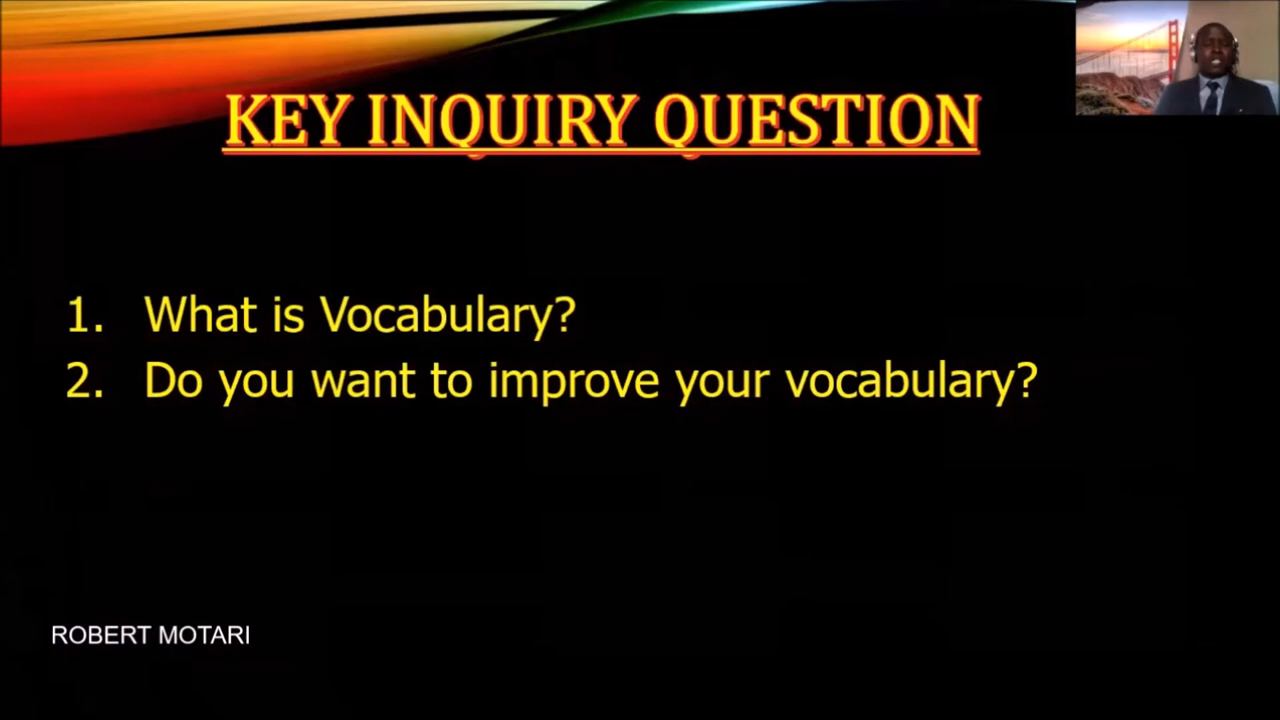 KEY INQUIRY QUESTION
1. What is Vocabulary?
2. Do you want to improve your vocabulary?
ROBERT MOTARI